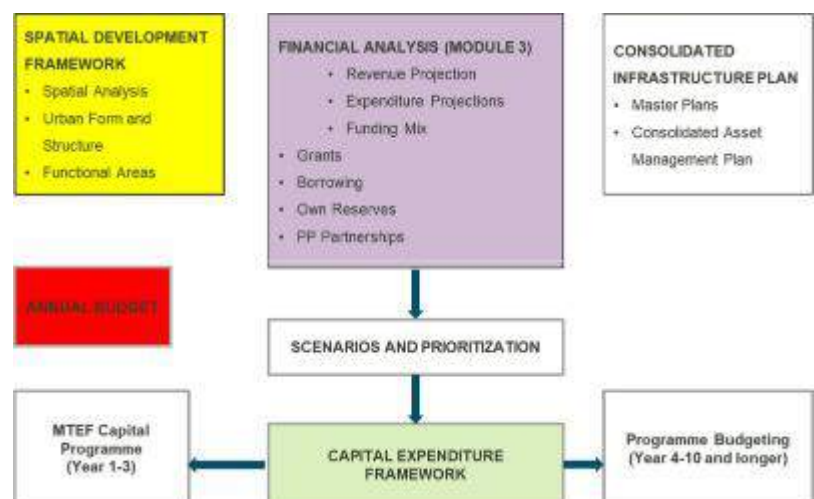 SPATIAL DEVELOPMENT
FRAMEWORK
• Spatial Analysis
• Urban Form and
Structure
• Functional Areas
FINANCIAL ANALYSIS (MODULE 3)
• Revenue Projection
• Expenditure Projections
• Funding Mix
• Grants
• Borrowing
• Own Reserves
• PP Partnerships
CONSOLIDATED
INFRASTRUCTURE PLAN
• Master Plans
• Consolidated Asset
Management Plan
ANNUAL BUDGET
SCENARIOS AND PRIORITIZATION
MTEF Capital
Programme
(Year 1-3)
CAPITAL EXPENDITURE
FRAMEWORK
Programme Budgeting
(Year 4-10 and longer)